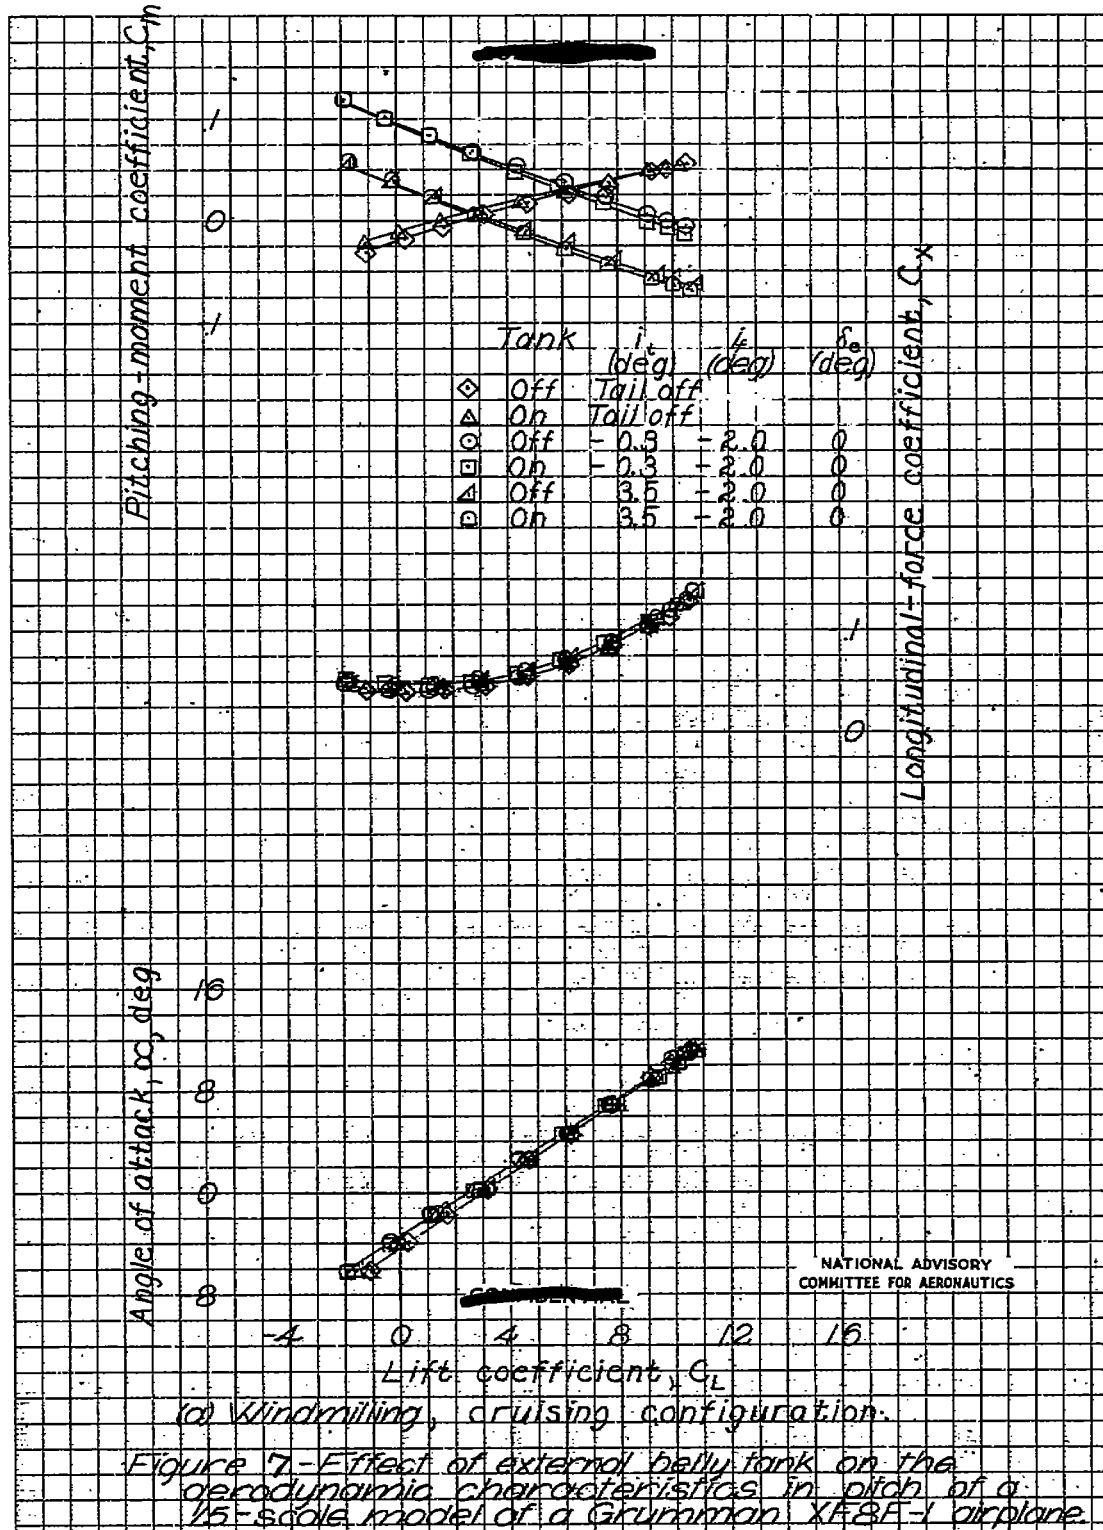 Pitching-moment coefficient, Cm
.1
0
.1
Longitudinal-force coefficient, Cx
Tank it i4 δe
(deg) (deg) (deg)
◇ Off Tail off
△ On Tail off
○ Off -0.3 -2.0 0
□ On -0.3 -2.0 0
Off 3.5 -2.0 0
On 3.5 -2.0 0
.1
0
Angle of attack, α, deg
16
8
0
-8
NATIONAL ADVISORY
COMMITTEE FOR AERONAUTICS
-.4 0 .4 .8 1.2 1.6
Lift coefficient, CL
(a) Windmilling, cruising configuration.
Figure 7.-Effect of external belly tank on the
aerodynamic characteristics in pitch of a
1/5-scale model of a Grumman XF8F-1 airplane.